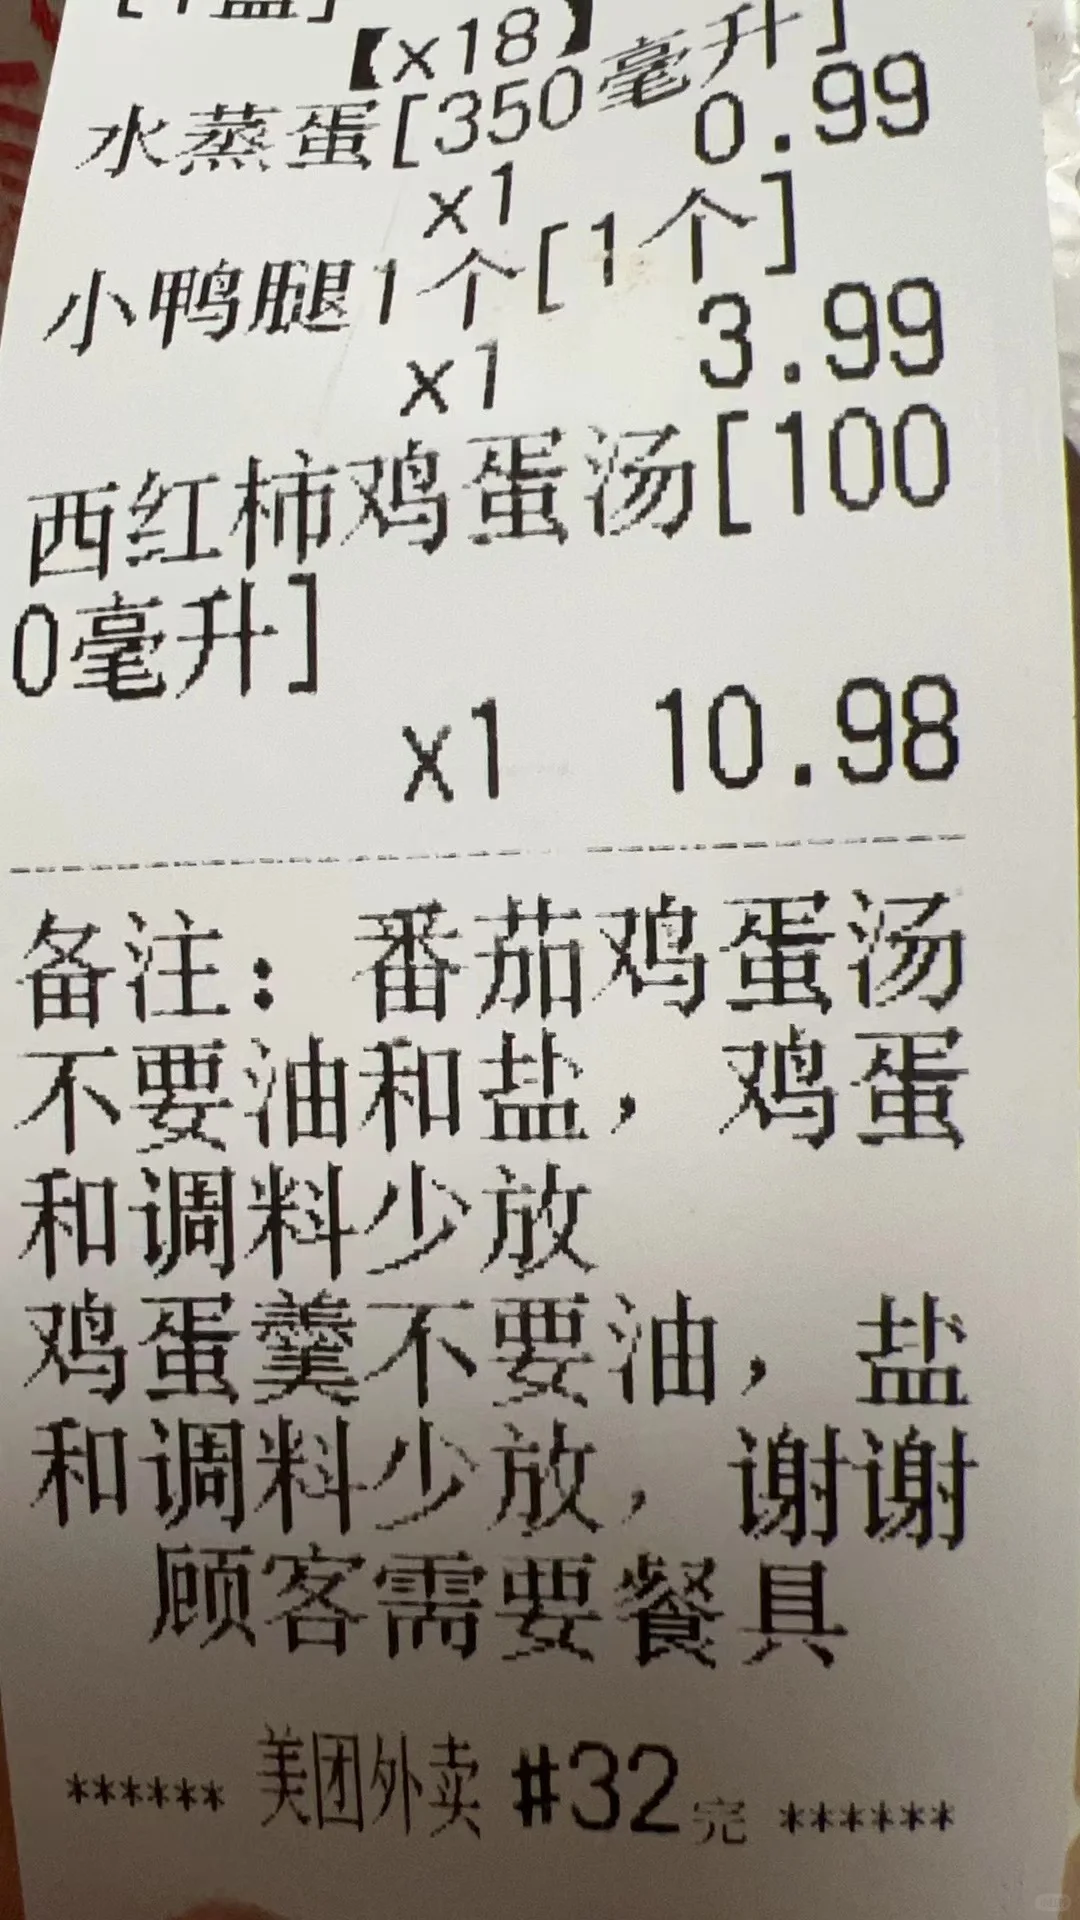 【x18】
水蒸蛋[350毫升]
x1 0.99
小鸭腿1个[1个]
x1 3.99
西红柿鸡蛋汤[100
0毫升]
x1 10.98
备注：番茄鸡蛋汤
不要油和盐，鸡蛋
和调料少放
鸡蛋羹不要油，盐
和调料少放，谢谢
顾客需要餐具
****** 美团外卖 #32 完 ******